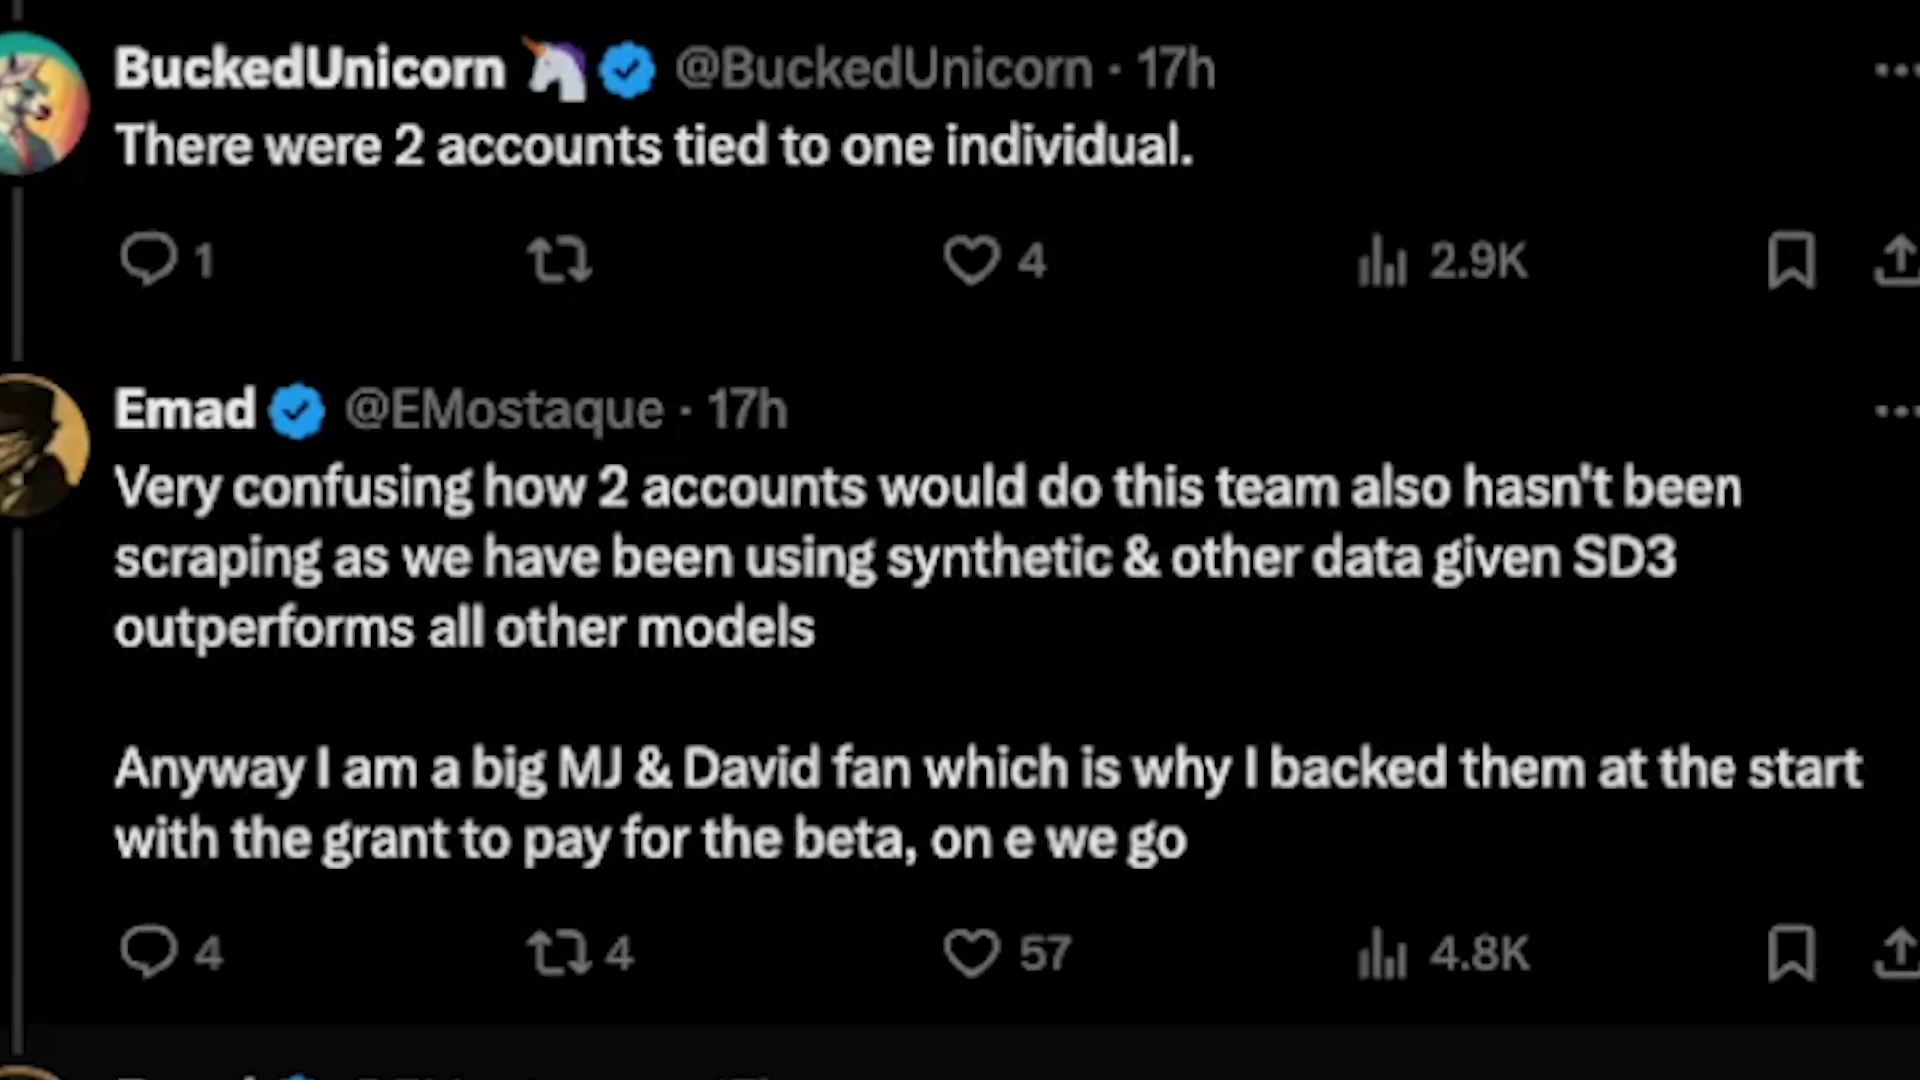 BuckedUnicorn 🦄 @BuckedUnicorn · 17h
There were 2 accounts tied to one individual.
1 4 2.9K
Emad @EMostaque · 17h
Very confusing how 2 accounts would do this team also hasn't been
scraping as we have been using synthetic & other data given SD3
outperforms all other models
Anyway I am a big MJ & David fan which is why I backed them at the start
with the grant to pay for the beta, on e we go
4 4 57 4.8K